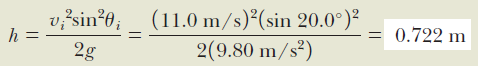 h = v_i²sin²θ_i / 2g = (11.0 m/s)²(sin 20.0°)² / 2(9.80 m/s²) = 0.722 m